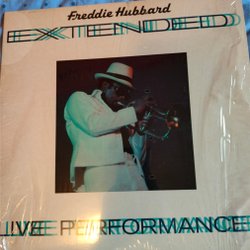 Freddie Hubbard
EXTENDED
LIVE PERFORMANCE